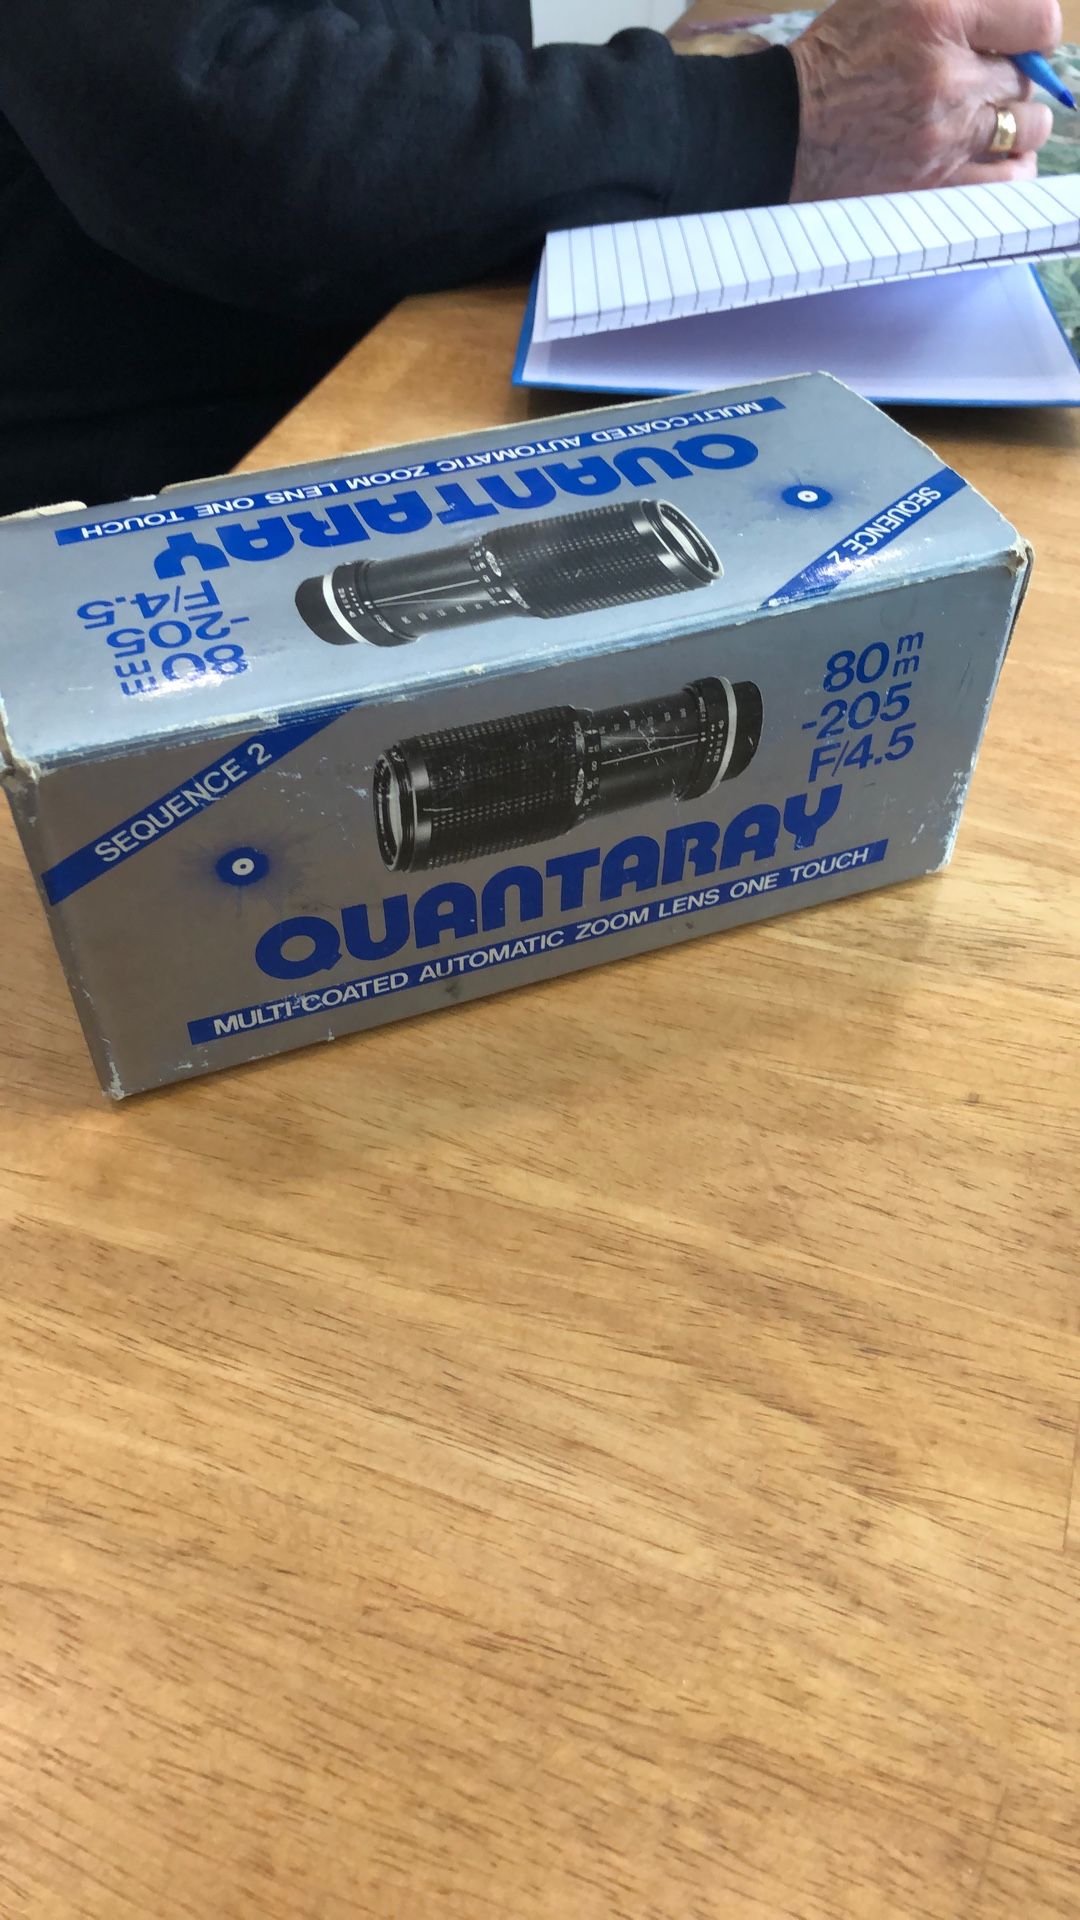 MULTI-COATED AUTOMATIC ZOOM LENS ONE TOUCH
QUANTARAY
SEQUENCE 2
80mm
-205
F/4.5
SEQUENCE 2
80mm
-205
F/4.5
QUANTARAY
MULTI-COATED AUTOMATIC ZOOM LENS ONE TOUCH